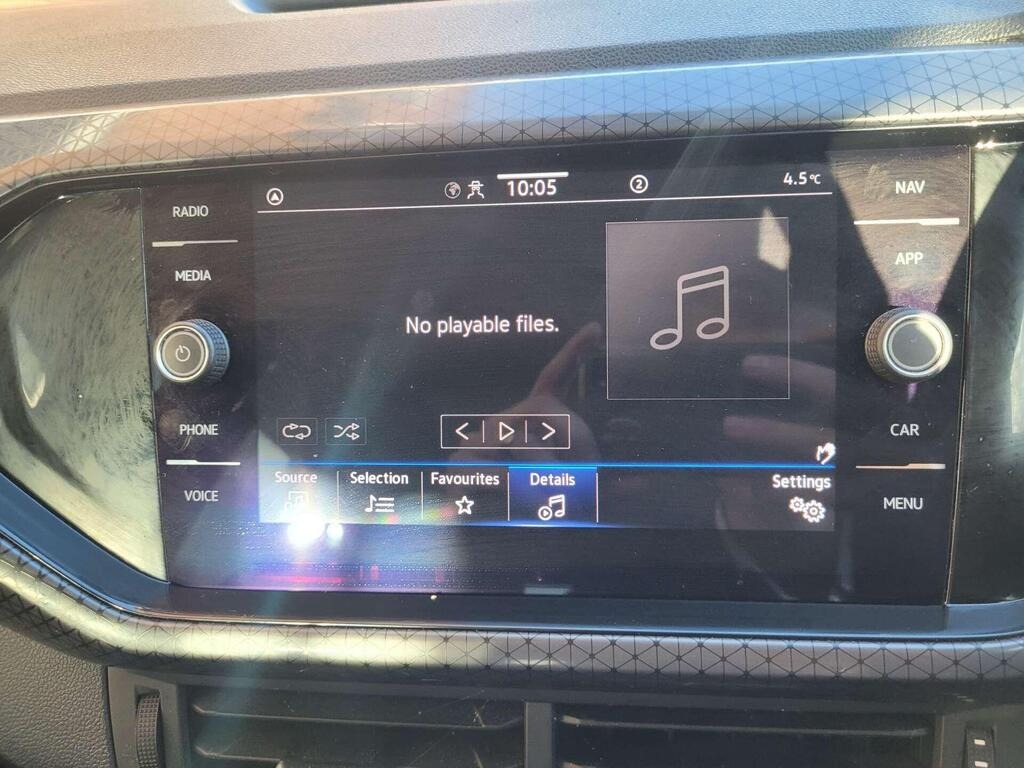 10:05
2
4.5°C
NAV
RADIO
APP
MEDIA
No playable files.
PHONE
CAR
VOICE
Source
Selection
Favourites
Details
Settings
MENU